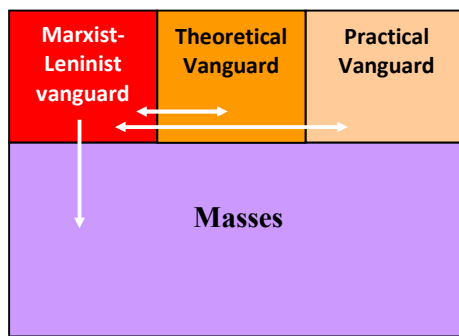 Marxist-
Leninist
vanguard
Theoretical
Vanguard
Practical
Vanguard
Masses